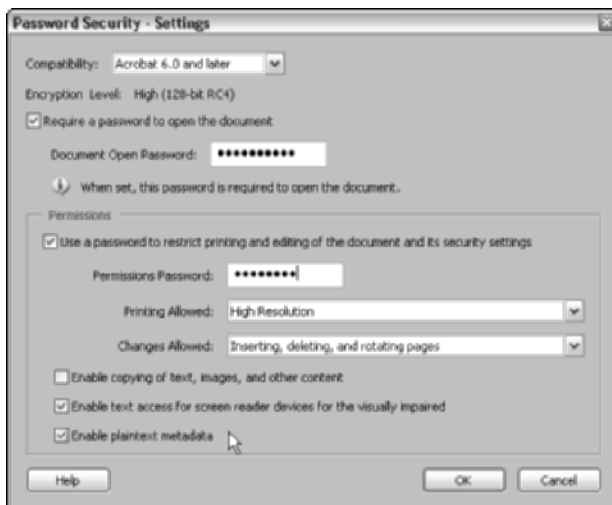 Password Security - Settings
Compatibility: Acrobat 6.0 and later
Encryption Level: High (128-bit RC4)
Require a password to open the document
Document Open Password: ••••••••••
When set, this password is required to open the document.
Permissions
Use a password to restrict printing and editing of the document and its security settings
Permissions Password: ••••••••
Printing Allowed: High Resolution
Changes Allowed: Inserting, deleting, and rotating pages
Enable copying of text, images, and other content
Enable text access for screen reader devices for the visually impaired
Enable plaintext metadata
Help OK Cancel